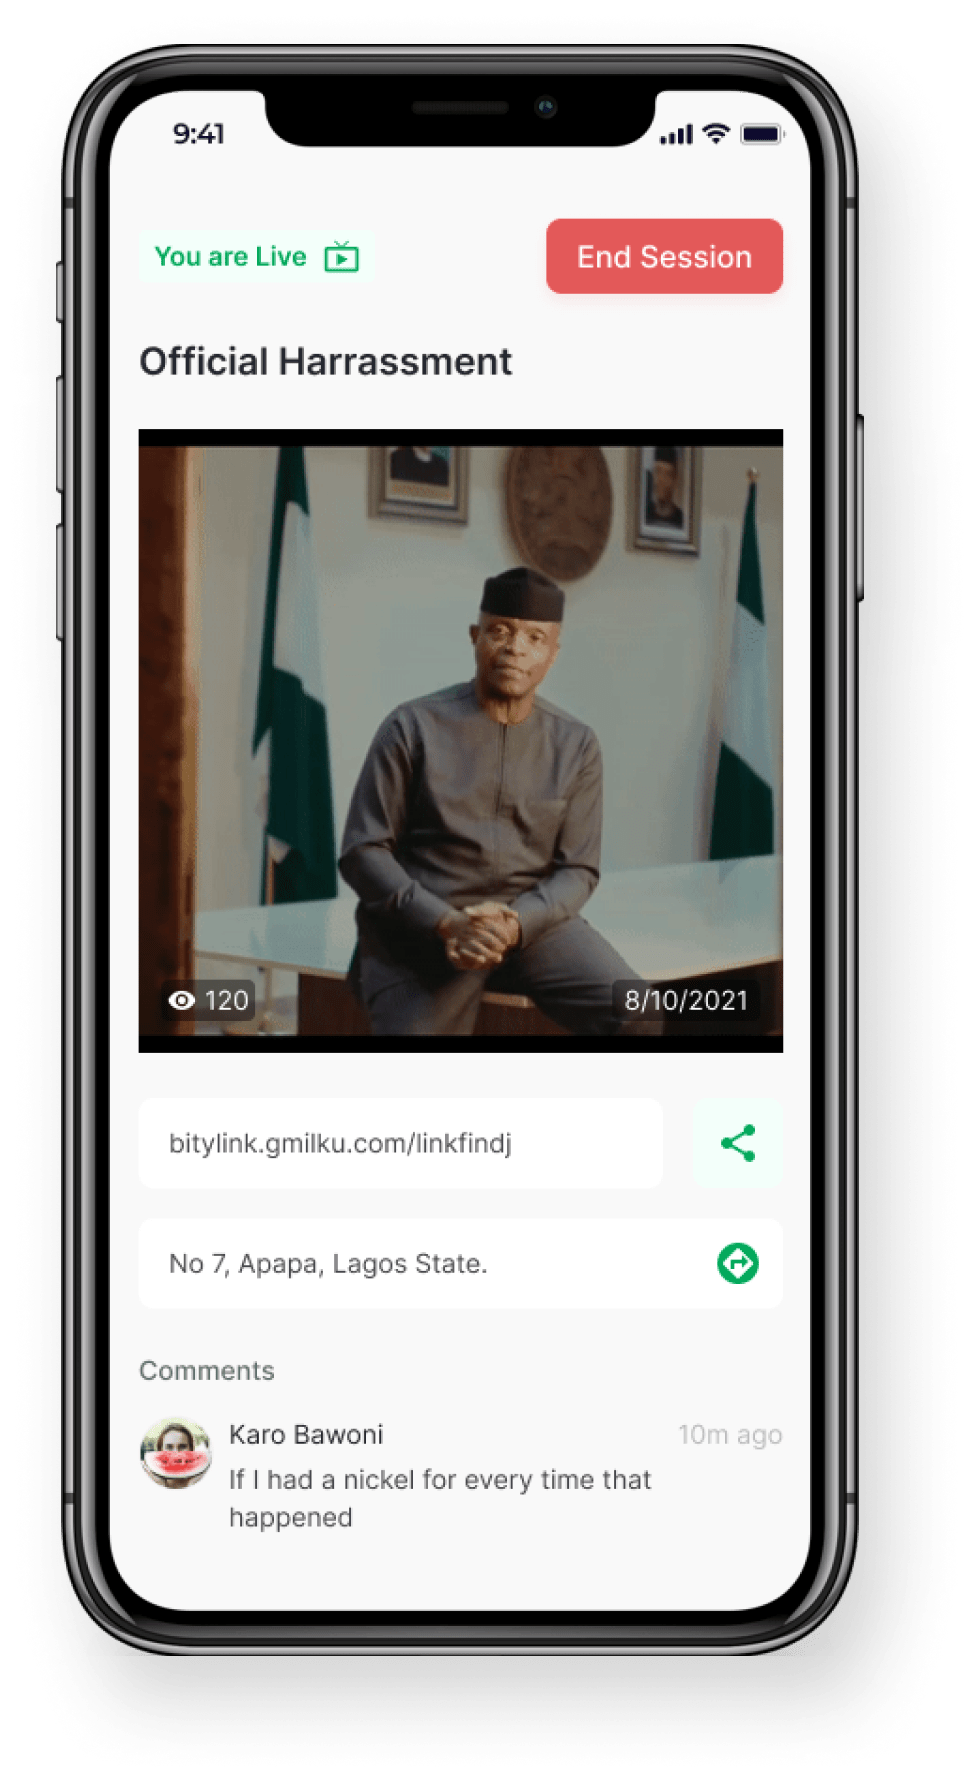 9:41
You are Live
End Session
Official Harrassment
120
8/10/2021
bitylink.gmilku.com/linkfindj
No 7, Apapa, Lagos State.
Comments
Karo Bawoni
10m ago
If I had a nickel for every time that
happened